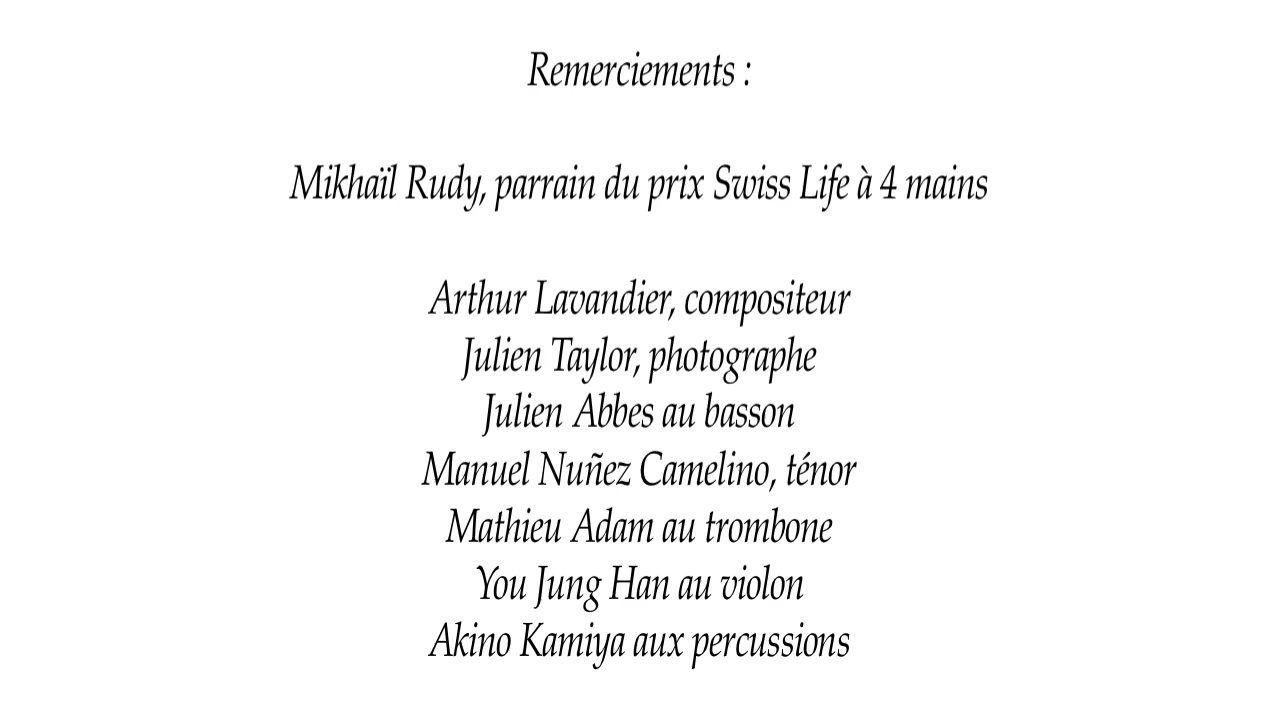 Remerciements :
Mikhaïl Rudy, parrain du prix Swiss Life à 4 mains
Arthur Lavandier, compositeur
Julien Taylor, photographe
Julien Abbes au basson
Manuel Nuñez Camelino, ténor
Mathieu Adam au trombone
You Jung Han au violon
Akino Kamiya aux percussions